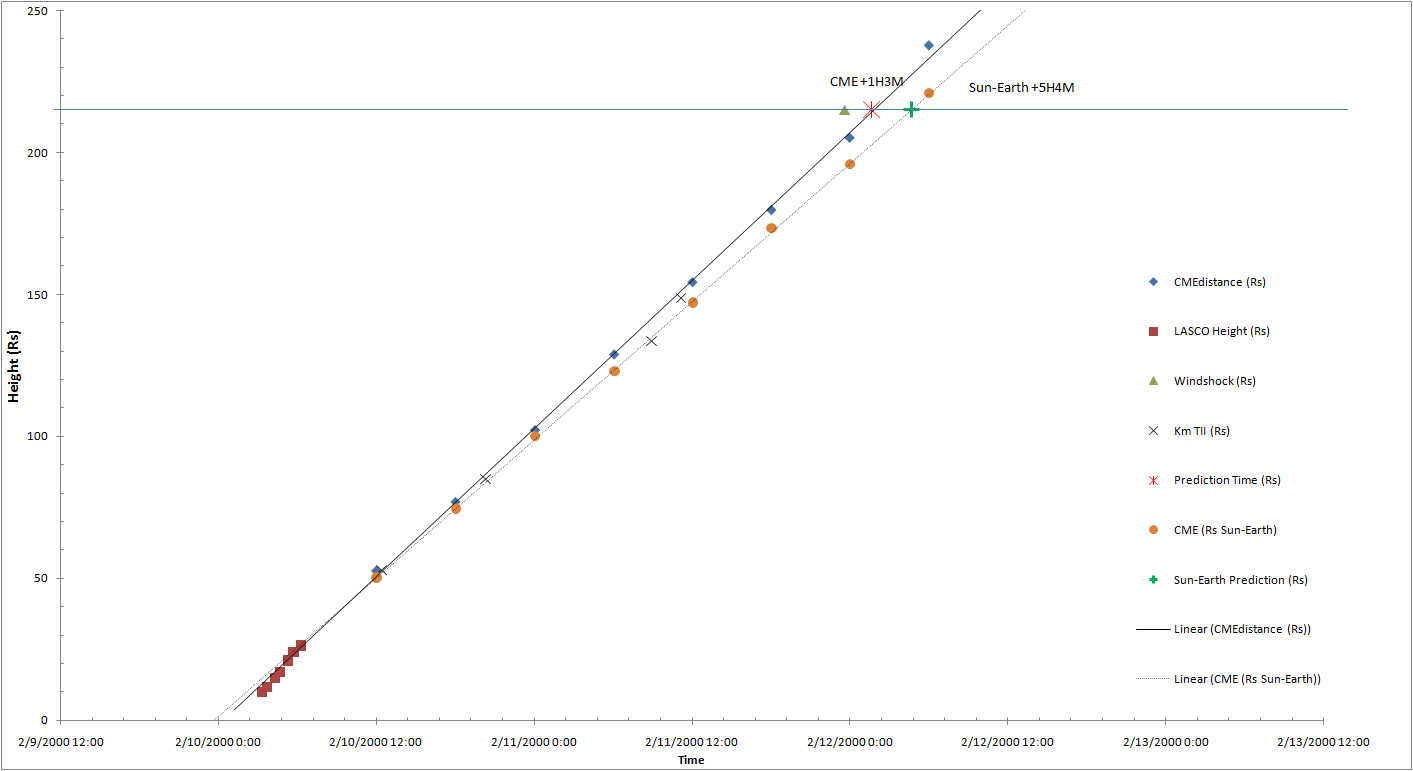 250
CME +1H3M
Sun-Earth +5H4M
200
CMEdistance (Rs)
150
LASCO Height (Rs)
Height (Rs)
Windshock (Rs)
100
Km TII (Rs)
Prediction Time (Rs)
CME (Rs Sun-Earth)
50
Sun-Earth Prediction (Rs)
Linear (CMEdistance (Rs))
Linear (CME (Rs Sun-Earth))
0
2/9/2000 12:00 2/10/2000 0:00 2/10/2000 12:00 2/11/2000 0:00 2/11/2000 12:00 2/12/2000 0:00 2/12/2000 12:00 2/13/2000 0:00 2/13/2000 12:00
Time